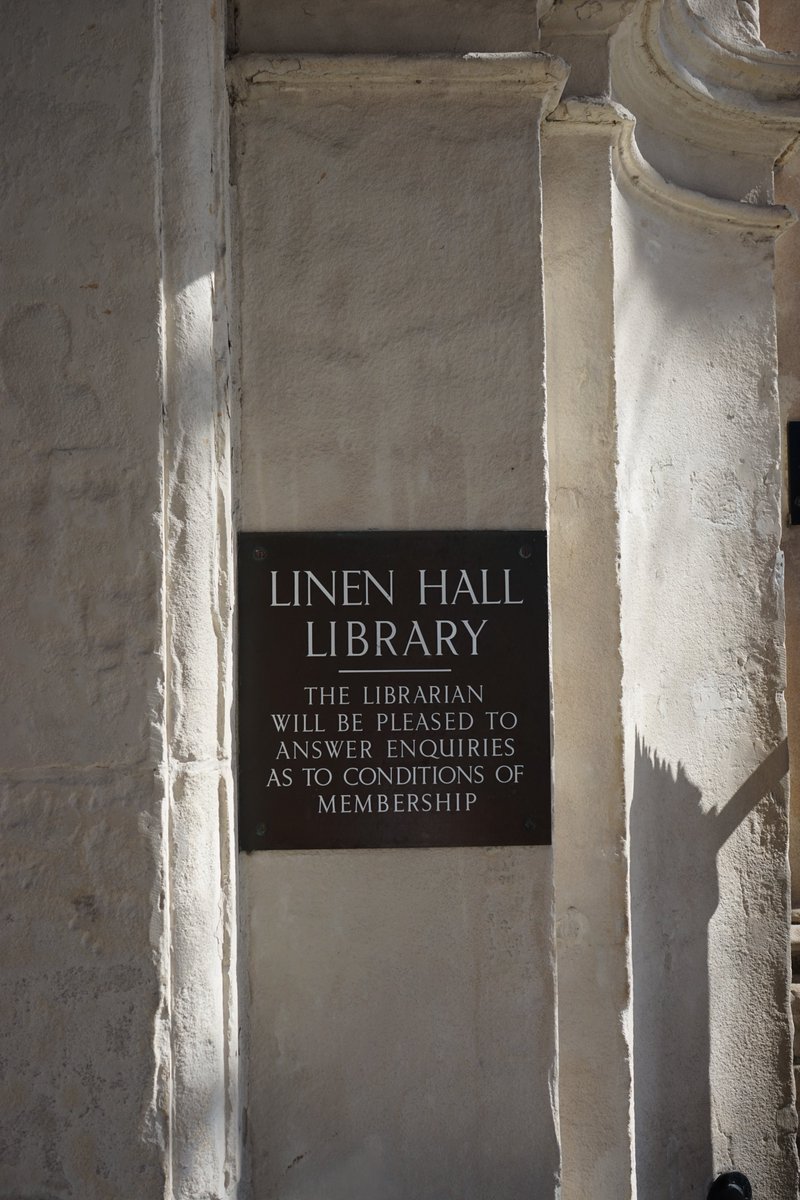 LINEN HALL
LIBRARY
THE LIBRARIAN
WILL BE PLEASED TO
ANSWER ENQUIRIES
AS TO CONDITIONS OF
MEMBERSHIP